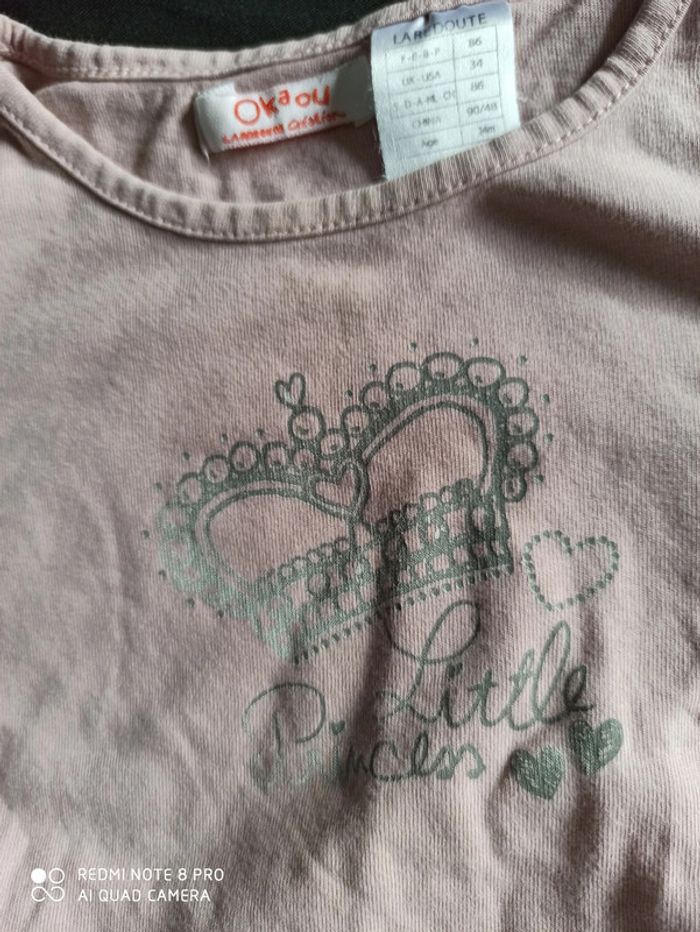 LA REDOUTE
86
UK-USA 34
86
CHINA 90/48
Age
Okaou
Little
Princess
REDMI NOTE 8 PRO
AI QUAD CAMERA